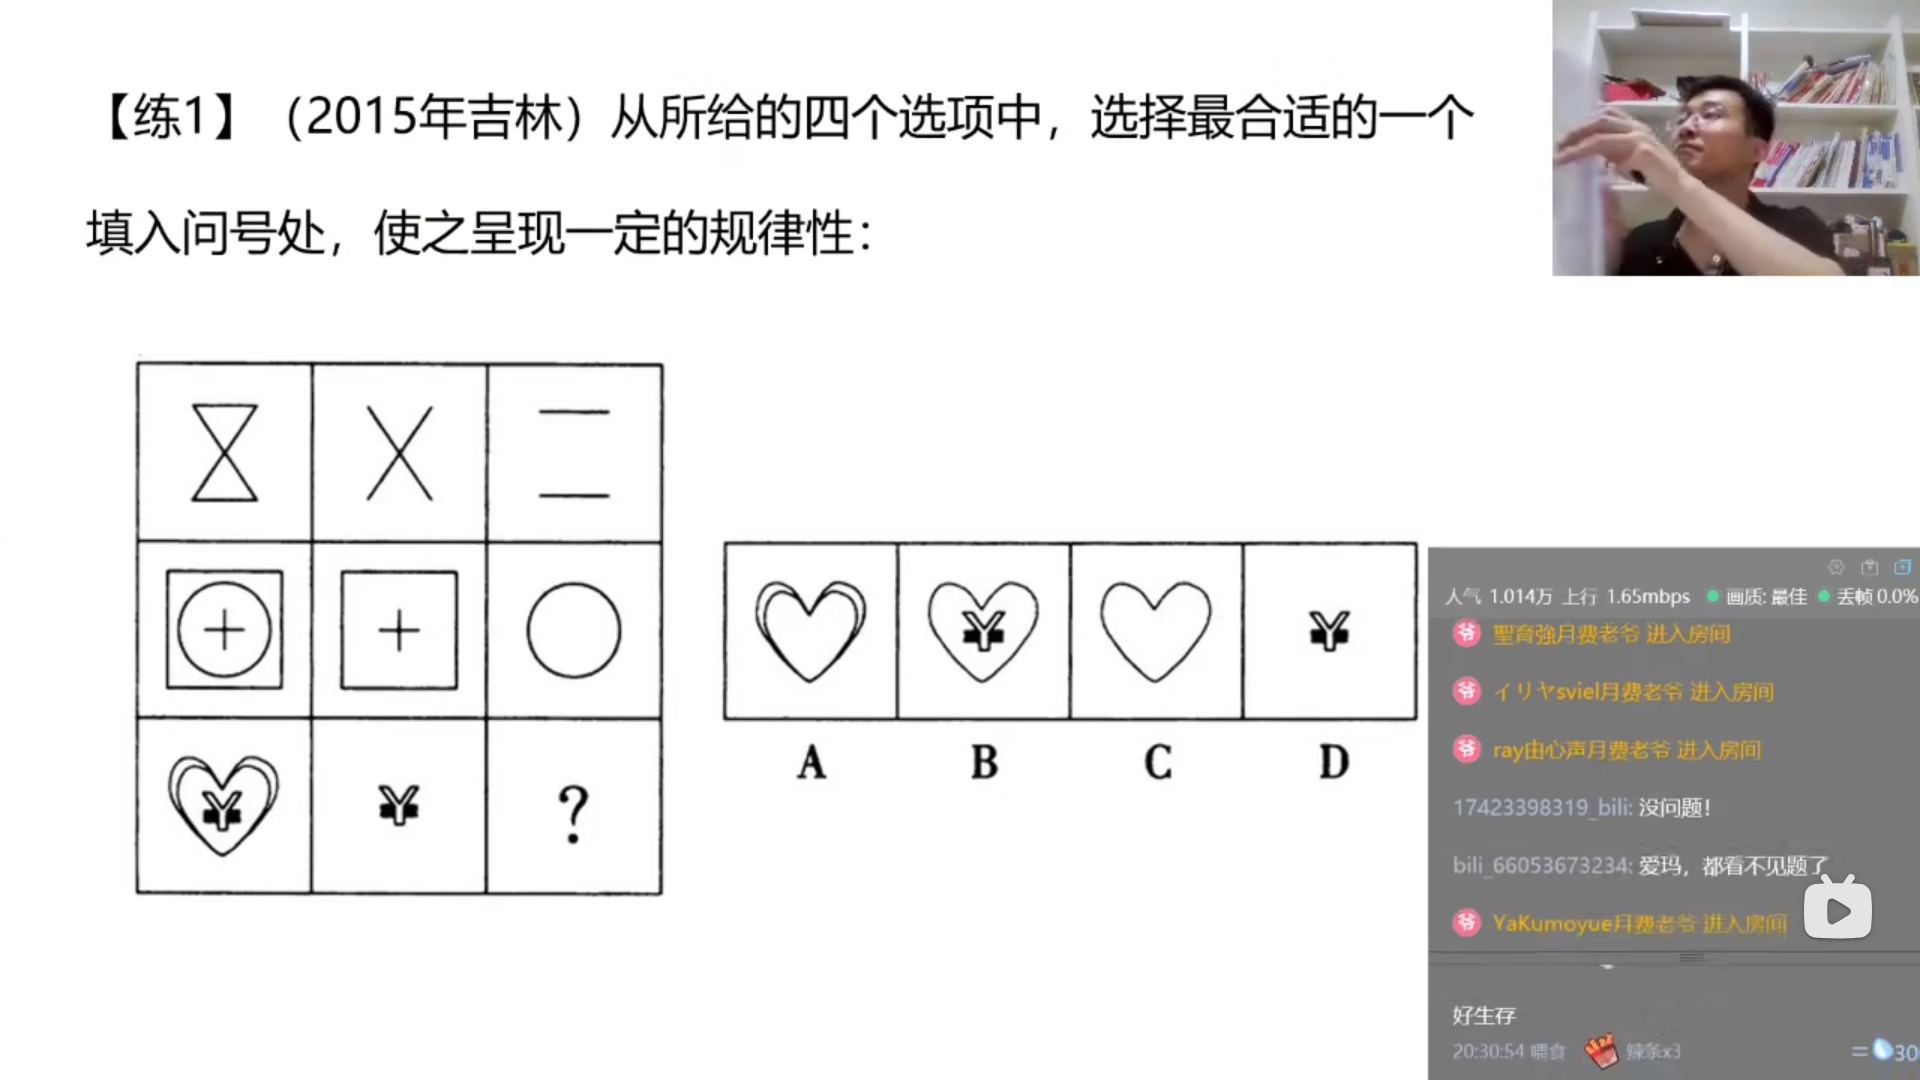 【练1】（2015年吉林）从所给的四个选项中，选择最合适的一个
填入问号处，使之呈现一定的规律性：
¥ ¥ ?
¥ ¥
A B C D
人气 1.014万 上行 1.65mbps 画质: 最佳 丢帧 0.0%
爷 聖育強月费老爷 进入房间
爷 イリヤsviel月费老爷 进入房间
爷 ray由心声月费老爷 进入房间
17423398319_bili: 没问题！
bili_66053673234: 爱玛，都看不见题了
爷 YaKumoyue月费老爷 进入房间
好生存
20:30:54 喂食 辣条x3 = 30